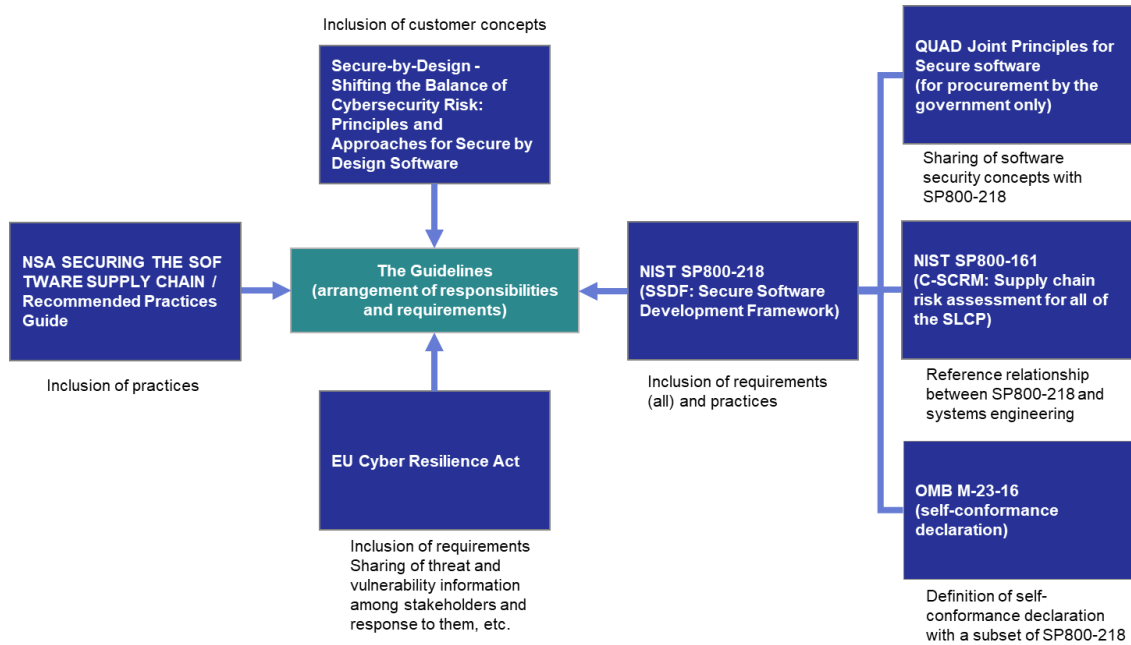 Inclusion of customer concepts
Secure-by-Design -
Shifting the Balance of
Cybersecurity Risk:
Principles and
Approaches for Secure by
Design Software
NSA SECURING THE SOF
TWARE SUPPLY CHAIN /
Recommended Practices
Guide
Inclusion of practices
The Guidelines
(arrangement of responsibilities
and requirements)
EU Cyber Resilience Act
Inclusion of requirements
Sharing of threat and
vulnerability information
among stakeholders and
response to them, etc.
NIST SP800-218
(SSDF: Secure Software
Development Framework)
Inclusion of requirements
(all) and practices
QUAD Joint Principles for
Secure software
(for procurement by the
government only)
Sharing of software
security concepts with
SP800-218
NIST SP800-161
(C-SCRM: Supply chain
risk assessment for all of
the SLCP)
Reference relationship
between SP800-218 and
systems engineering
OMB M-23-16
(self-conformance
declaration)
Definition of self-
conformance declaration
with a subset of SP800-218